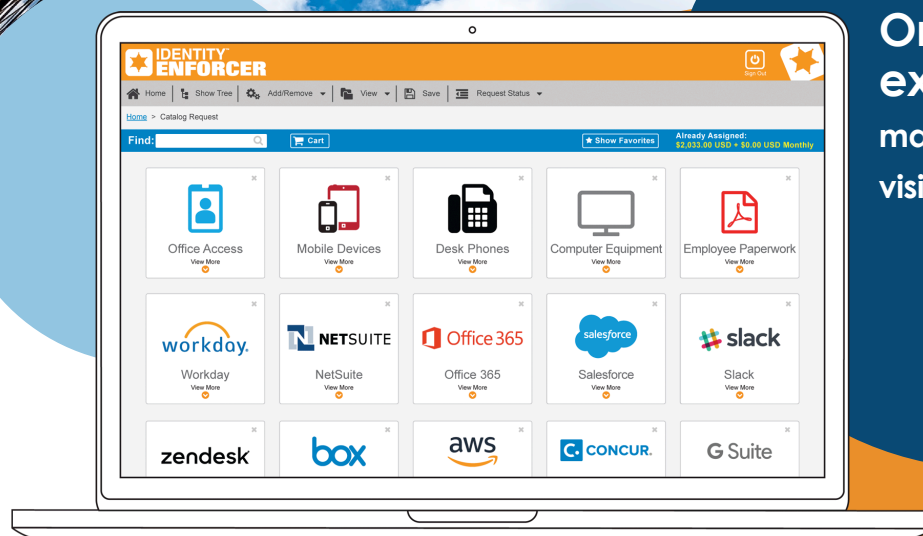 IDENTITY™
ENFORCER
Sign Out
Home Show Tree Add/Remove View Save Request Status
Home > Catalog Request
Find: Cart Show Favorites Already Assigned:
$2,033.00 USD + $0.00 USD Monthly
Office Access Mobile Devices Desk Phones Computer Equipment Employee Paperwork
View More View More View More View More View More
workday. NETSUITE Office 365 salesforce slack
Workday NetSuite Office 365 Salesforce Slack
View More View More View More View More View More
zendesk box aws C. CONCUR. G Suite